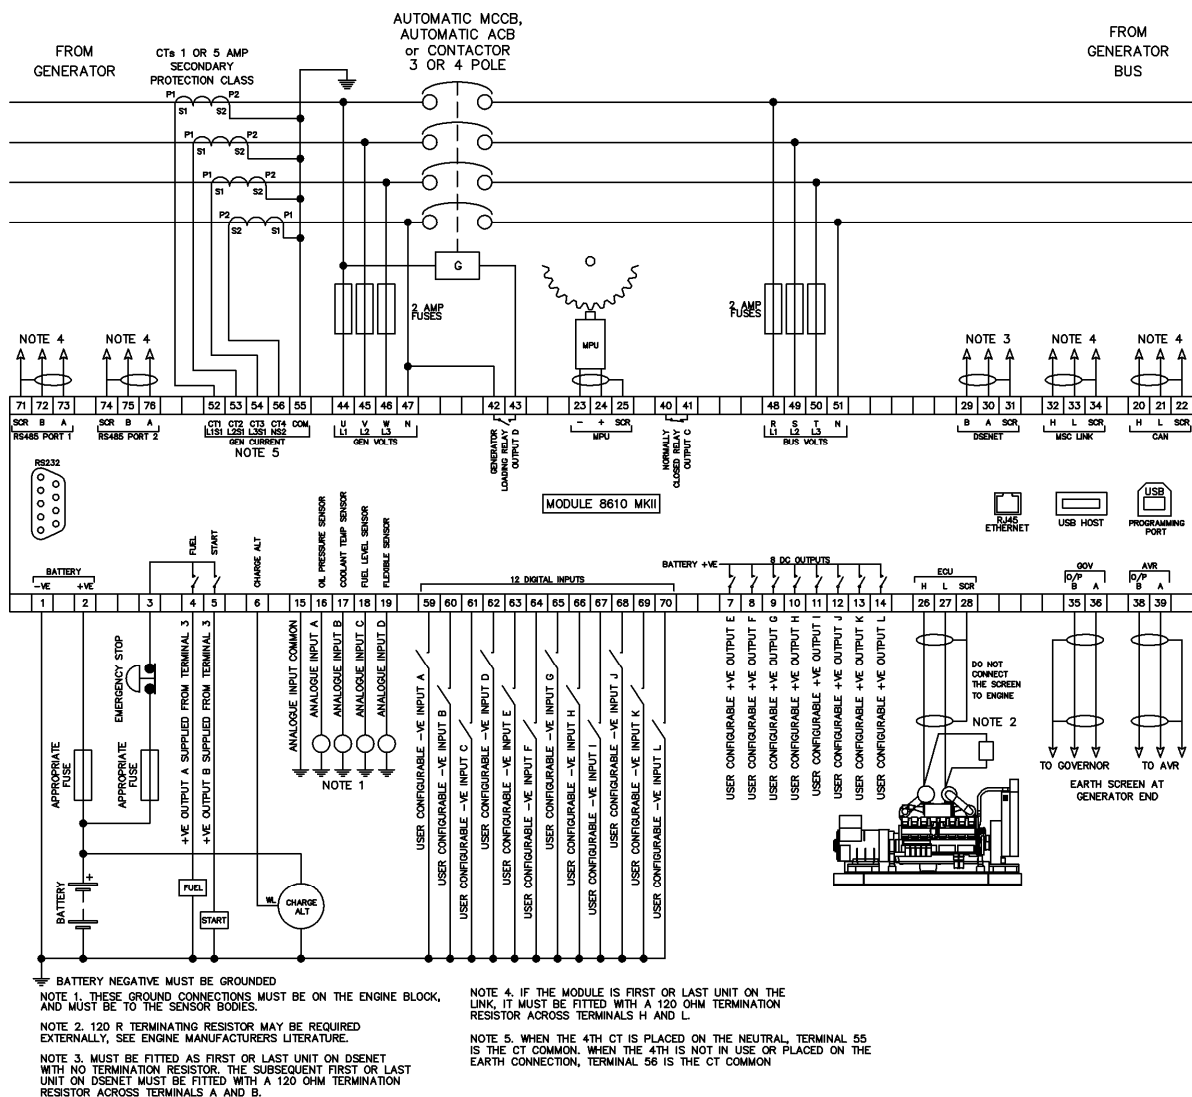 AUTOMATIC MCCB,
AUTOMATIC ACB
or CONTACTOR
3 OR 4 POLE
FROM
GENERATOR
CTs 1 OR 5 AMP
SECONDARY
PROTECTION CLASS
FROM
GENERATOR
BUS
P1 P2
S1 S2
P1 P2
S1 S2
P1 P2
S1 S2
P2 P1
S2 S1
G
2 AMP
FUSES
MPU
2 AMP
FUSES
NOTE 4
NOTE 4
NOTE 3
NOTE 4
NOTE 4
71 72 73 74 75 76 52 53 54 56 55 44 45 46 47 42 43 23 24 25 40 41 48 49 50 51 29 30 31 32 33 34 20 21 22
SCR B A
RS485 PORT 1
SCR B A
RS485 PORT 2
CT1 CT2 CT3 CT4 COM
L1S1 L2S1 L3S1 NS2
GEN CURRENT
NOTE 5
U V W N
L1 L2 L3
GEN VOLTS
GENERATOR
LOADING RELAY
OUTPUT D
- + SCR
MPU
NORMALLY
CLOSED RELAY
OUTPUT C
R S T N
L1 L2 L3
BUS VOLTS
B A SCR
DSENET
H L SCR
MSC LINK
H L SCR
CAN
RS232
MODULE 8610 MKII
RJ45
ETHERNET
USB HOST
USB
PROGRAMMING
PORT
BATTERY
-VE +VE
FUEL
START
CHARGE ALT
OIL PRESSURE SENSOR
COOLANT TEMP SENSOR
FUEL LEVEL SENSOR
FLEXIBLE SENSOR
12 DIGITAL INPUTS
BATTERY +VE
8 DC OUTPUTS
ECU
H L SCR
GOV
O/P
B A
AVR
O/P
B A
1 2 3 4 5 6 15 16 17 18 19 59 60 61 62 63 64 65 66 67 68 69 70 7 8 9 10 11 12 13 14 26 27 28 35 36 38 39
EMERGENCY STOP
APPROPRIATE
FUSE
APPROPRIATE
FUSE
+VE OUTPUT A SUPPLIED FROM TERMINAL 3
+VE OUTPUT B SUPPLIED FROM TERMINAL 3
ANALOGUE INPUT COMMON
ANALOGUE INPUT A
ANALOGUE INPUT B
ANALOGUE INPUT C
ANALOGUE INPUT D
NOTE 1
USER CONFIGURABLE -VE INPUT A
USER CONFIGURABLE -VE INPUT B
USER CONFIGURABLE -VE INPUT C
USER CONFIGURABLE -VE INPUT D
USER CONFIGURABLE -VE INPUT E
USER CONFIGURABLE -VE INPUT F
USER CONFIGURABLE -VE INPUT G
USER CONFIGURABLE -VE INPUT H
USER CONFIGURABLE -VE INPUT I
USER CONFIGURABLE -VE INPUT J
USER CONFIGURABLE -VE INPUT K
USER CONFIGURABLE -VE INPUT L
USER CONFIGURABLE +VE OUTPUT E
USER CONFIGURABLE +VE OUTPUT F
USER CONFIGURABLE +VE OUTPUT G
USER CONFIGURABLE +VE OUTPUT H
USER CONFIGURABLE +VE OUTPUT I
USER CONFIGURABLE +VE OUTPUT J
USER CONFIGURABLE +VE OUTPUT K
USER CONFIGURABLE +VE OUTPUT L
DO NOT
CONNECT
THE SCREEN
TO ENGINE
NOTE 2
TO GOVERNOR
TO AVR
EARTH SCREEN AT
GENERATOR END
BATTERY
+
FUEL
START
WL
CHARGE
ALT
BATTERY NEGATIVE MUST BE GROUNDED
NOTE 1. THESE GROUND CONNECTIONS MUST BE ON THE ENGINE BLOCK,
AND MUST BE TO THE SENSOR BODIES.
NOTE 2. 120 R TERMINATING RESISTOR MAY BE REQUIRED
EXTERNALLY, SEE ENGINE MANUFACTURERS LITERATURE.
NOTE 3. MUST BE FITTED AS FIRST OR LAST UNIT ON DSENET
WITH NO TERMINATION RESISTOR. THE SUBSEQUENT FIRST OR LAST
UNIT ON DSENET MUST BE FITTED WITH A 120 OHM TERMINATION
RESISTOR ACROSS TERMINALS A AND B.
NOTE 4. IF THE MODULE IS FIRST OR LAST UNIT ON THE
LINK, IT MUST BE FITTED WITH A 120 OHM TERMINATION
RESISTOR ACROSS TERMINALS H AND L.
NOTE 5. WHEN THE 4TH CT IS PLACED ON THE NEUTRAL, TERMINAL 55
IS THE CT COMMON. WHEN THE 4TH IS NOT IN USE OR PLACED ON THE
EARTH CONNECTION, TERMINAL 56 IS THE CT COMMON